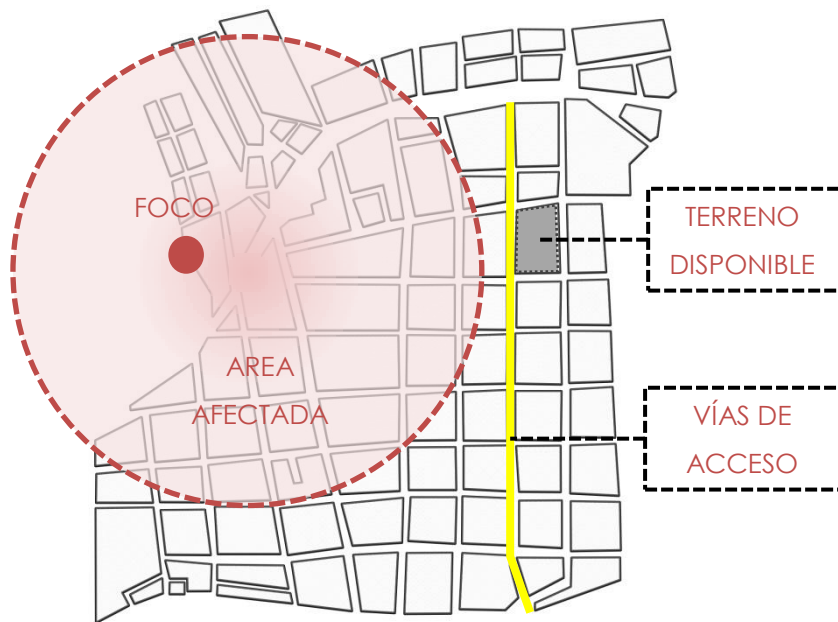 FOCO
TERRENO
DISPONIBLE
AREA
AFECTADA
VÍAS DE
ACCESO